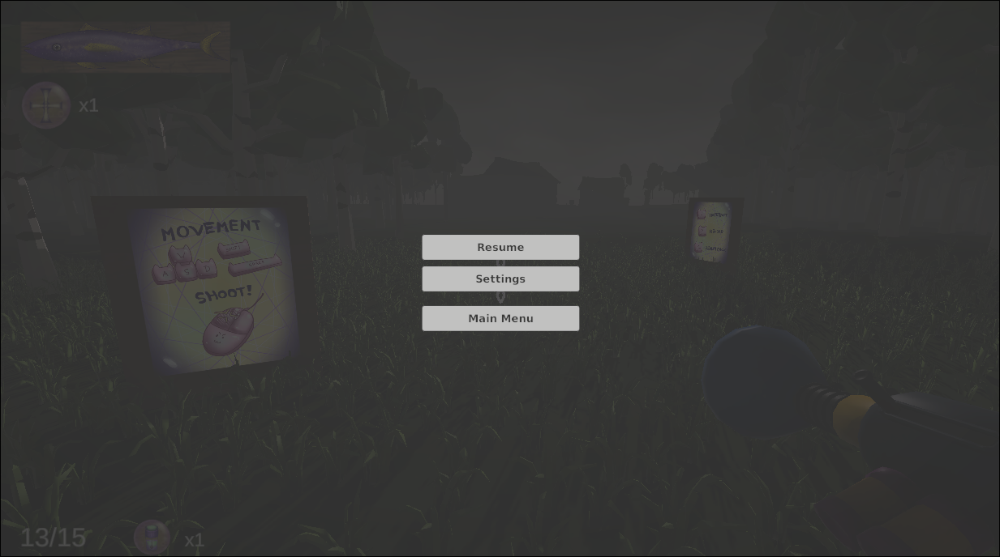 x1
MOVEMENT
W
A S D
SHOOT!
Resume
Settings
Main Menu
13/15
x1